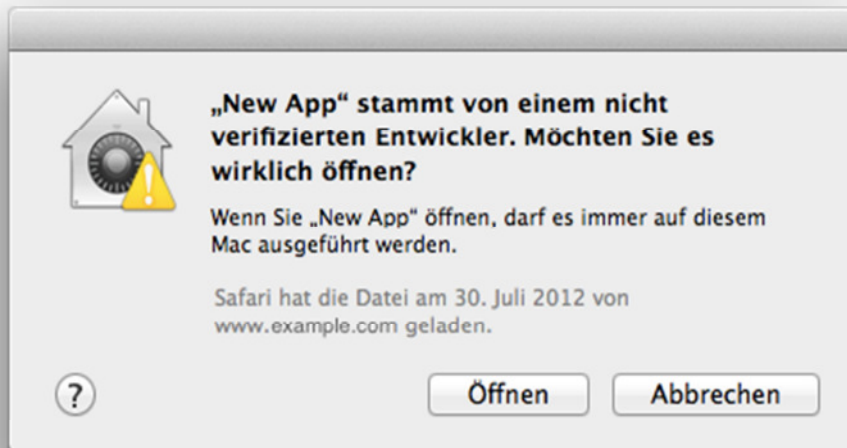 „New App“ stammt von einem nicht
verifizierten Entwickler. Möchten Sie es
wirklich öffnen?
Wenn Sie „New App“ öffnen, darf es immer auf diesem
Mac ausgeführt werden.
Safari hat die Datei am 30. Juli 2012 von
www.example.com geladen.
?
Öffnen
Abbrechen